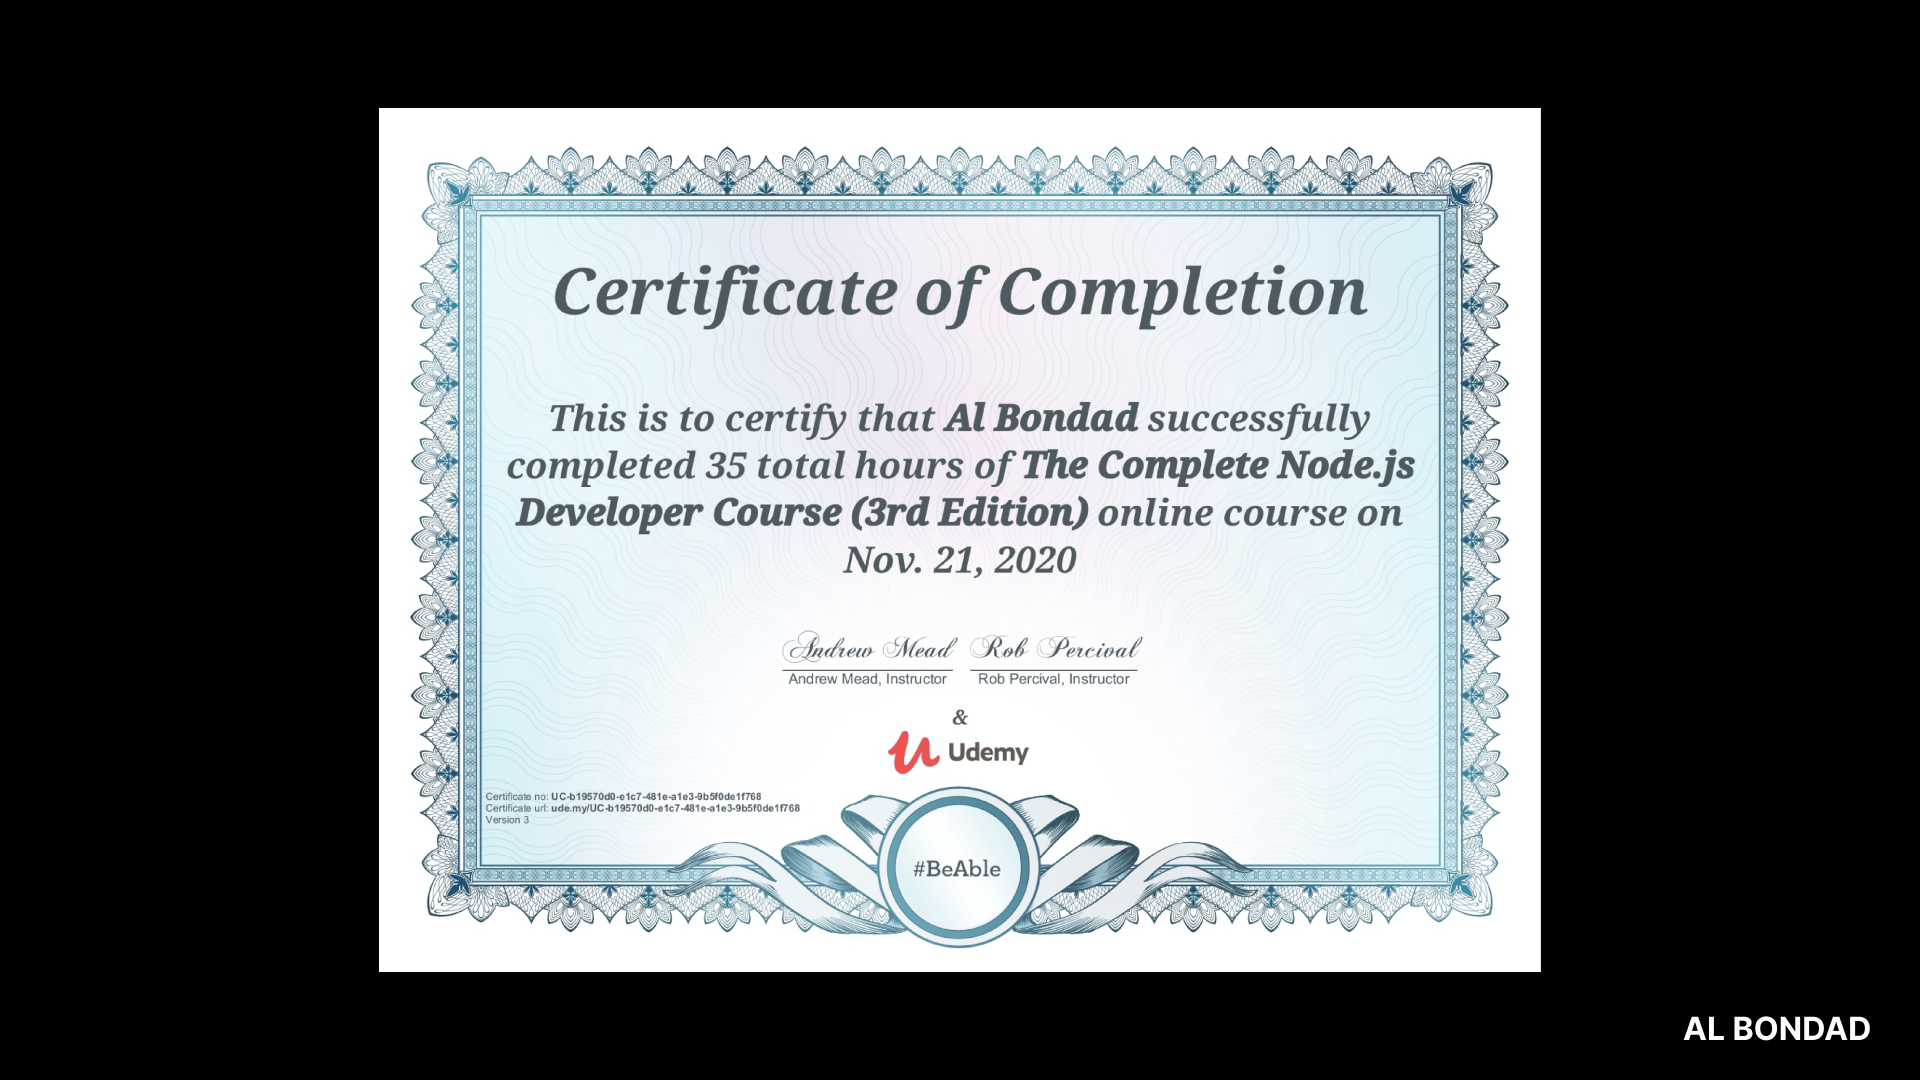 Certificate of Completion
This is to certify that Al Bondad successfully
completed 35 total hours of The Complete Node.js
Developer Course (3rd Edition) online course on
Nov. 21, 2020
Andrew Mead Rob Percival
Andrew Mead, Instructor Rob Percival, Instructor
&
Udemy
Certificate no: UC-b19570d0-e1c7-481e-a1e3-9b5f0de1f768
Certificate url: ude.my/UC-b19570d0-e1c7-481e-a1e3-9b5f0de1f768
Version 3
#BeAble
AL BONDAD